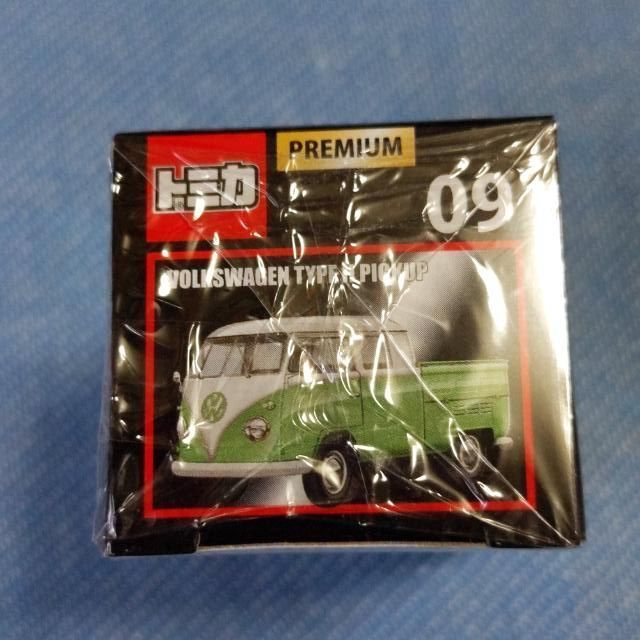 PREMIUM
トミカ
09
VOLKSWAGEN TYPE II PICKUP